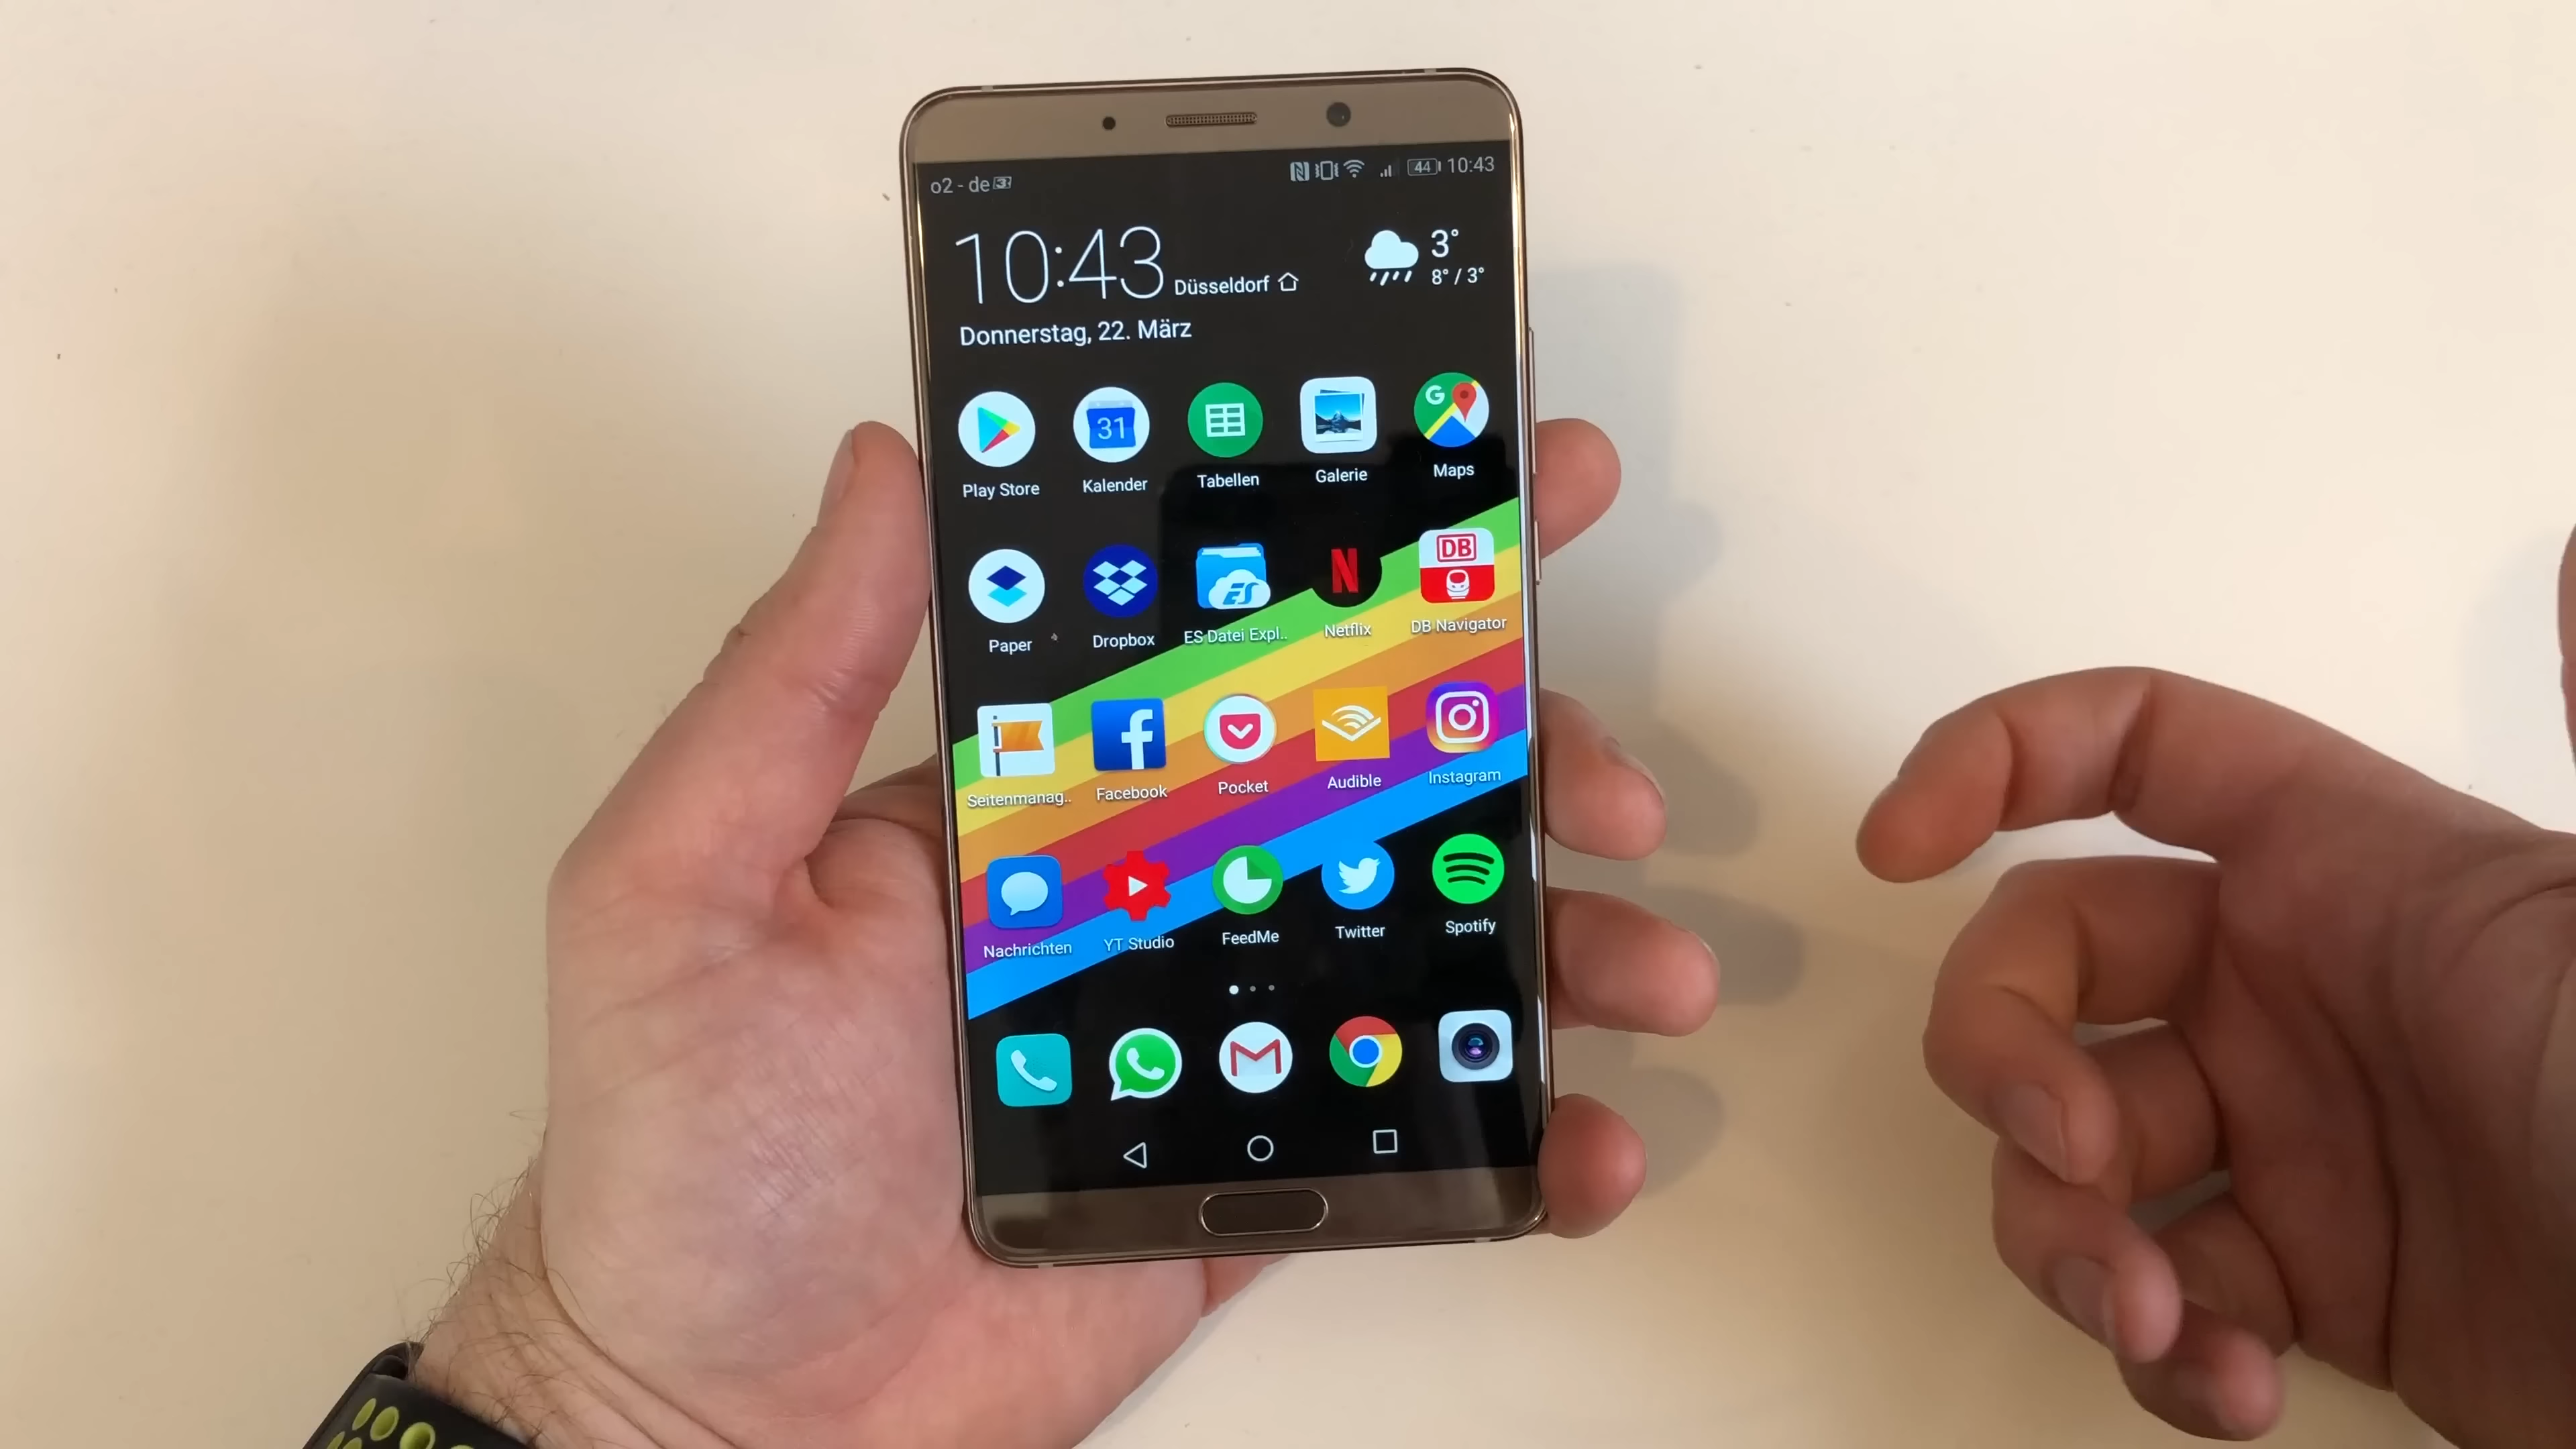 o2 - de
44 10:43
10:43 Düsseldorf
3°
8° / 3°
Donnerstag, 22. März
31
G
Play Store
Kalender
Tabellen
Galerie
Maps
ES
N
DB
Paper
Dropbox
ES Datei Expl..
Netflix
DB Navigator
f
Seitenmanag..
Facebook
Pocket
Audible
Instagram
Nachrichten
YT Studio
FeedMe
Twitter
Spotify